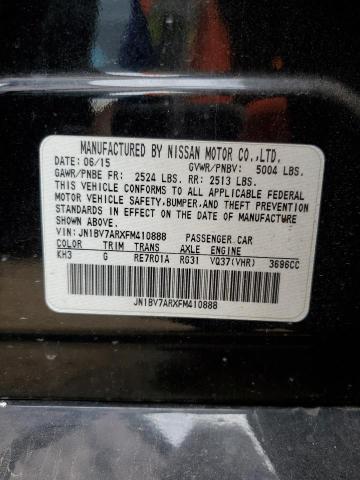 MANUFACTURED BY NISSAN MOTOR CO.,LTD.
DATE: 06/15 GVWR/PNBV: 5004 LBS.
GAWR/PNBE FR: 2524 LBS. RR: 2513 LBS.
THIS VEHICLE CONFORMS TO ALL APPLICABLE FEDERAL
MOTOR VEHICLE SAFETY,BUMPER,AND THEFT PREVENTION
STANDARDS IN EFFECT ON THE DATE OF MANUFACTURE
SHOWN ABOVE.
VIN:JN1BV7ARXFM410888 PASSENGER CAR
COLOR TRIM TRANS AXLE ENGINE
KH3 G RE7R01A RG31 VQ37(VHR) 3696CC
JN1BV7ARXFM410888